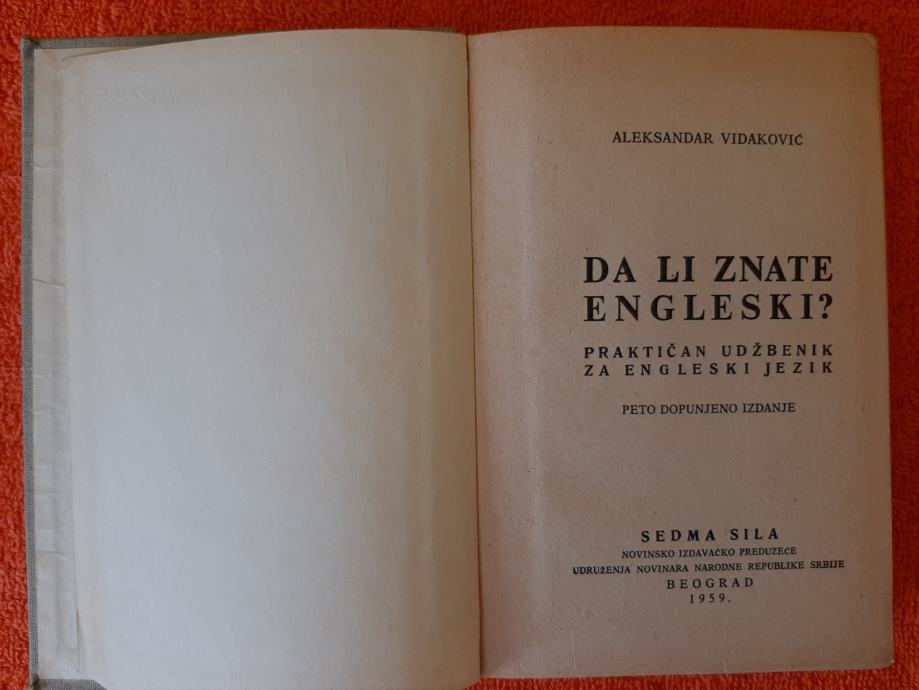 ALEKSANDAR VIDAKOVIĆ
DA LI ZNATE
ENGLESKI?
PRAKTIČAN UDŽBENIK
ZA ENGLESKI JEZIK
PETO DOPUNJENO IZDANJE
SEDMA SILA
NOVINSKO IZDAVAČKO PREDUZEĆE
UDRUŽENJA NOVINARA NARODNE REPUBLIKE SRBIJE
BEOGRAD
1959.